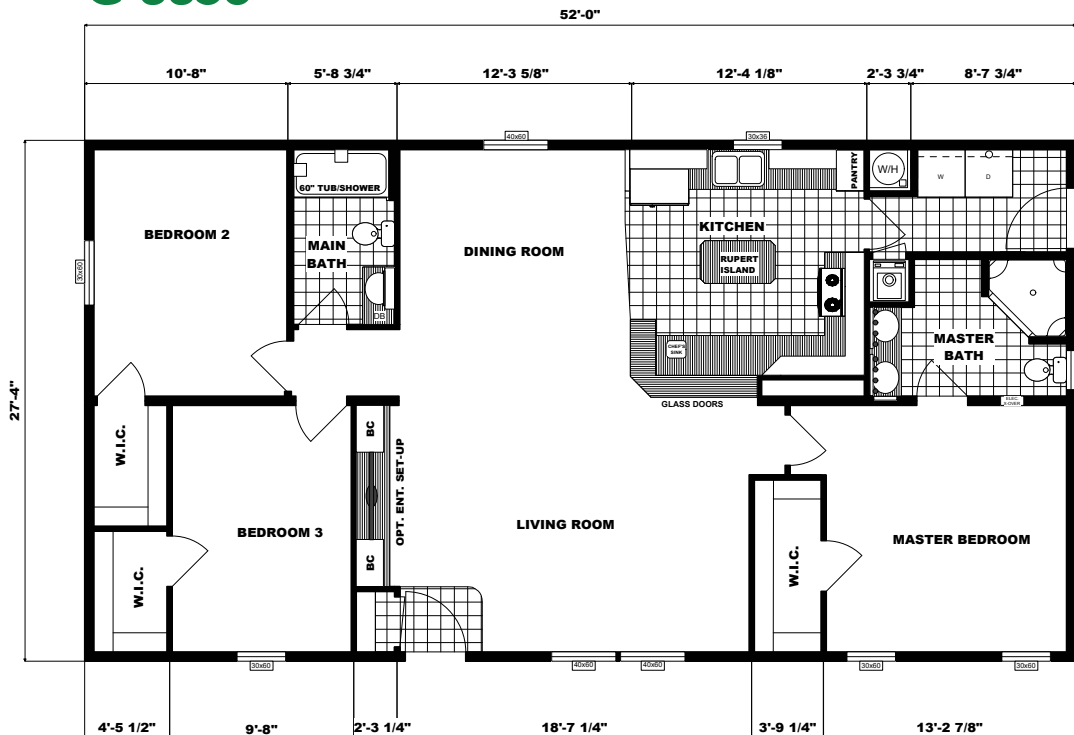 52'-0"
10'-8"
5'-8 3/4"
12'-3 5/8"
12'-4 1/8"
2'-3 3/4"
8'-7 3/4"
40x60
30x36
60" TUB/SHOWER
PANTRY
W/H
W
D
BEDROOM 2
MAIN
BATH
DINING ROOM
KITCHEN
RUPERT
ISLAND
30x60
DB
CHEF'S
SINK
MASTER
BATH
27'-4"
GLASS DOORS
ELEC.
X-OVER
W.I.C.
BC
OPT. ENT. SET-UP
BEDROOM 3
LIVING ROOM
MASTER BEDROOM
W.I.C.
BC
W.I.C.
30x60
40x60
40x60
30x60
30x60
4'-5 1/2"
9'-8"
2'-3 1/4"
18'-7 1/4"
3'-9 1/4"
13'-2 7/8"